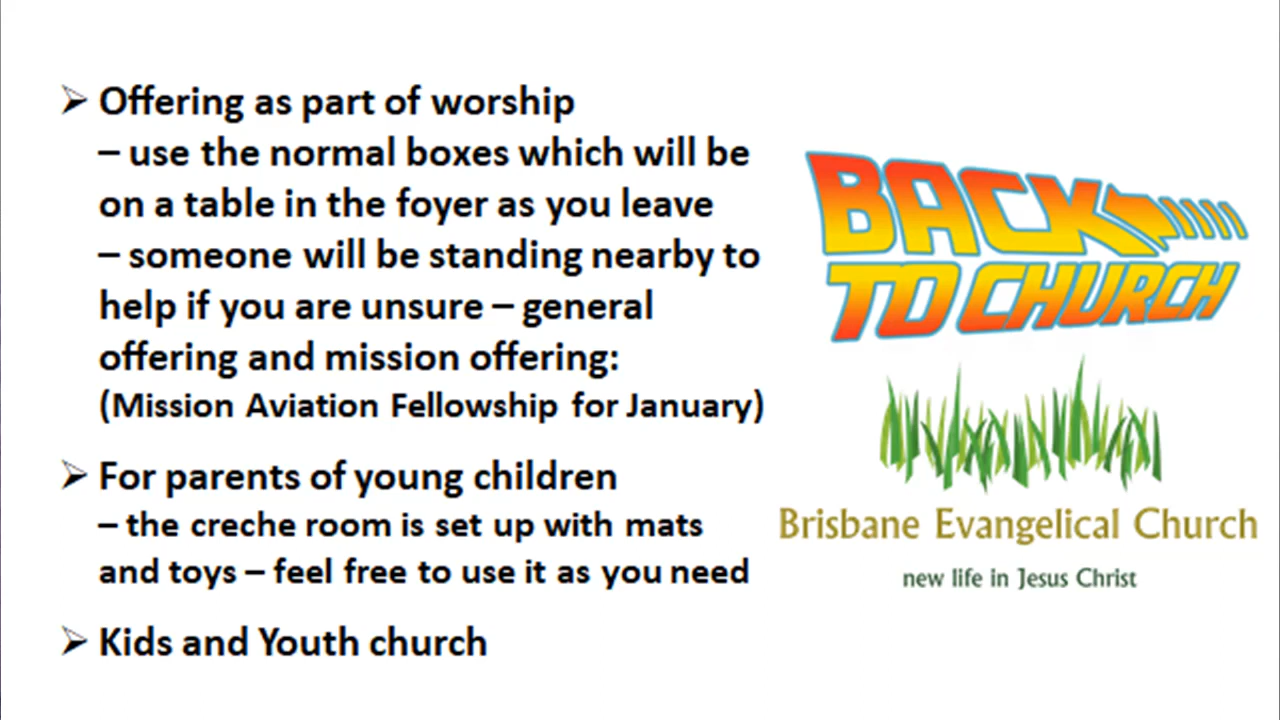 ➢ Offering as part of worship
– use the normal boxes which will be
on a table in the foyer as you leave
– someone will be standing nearby to
help if you are unsure – general
offering and mission offering:
(Mission Aviation Fellowship for January)
➢ For parents of young children
– the creche room is set up with mats
and toys – feel free to use it as you need
➢ Kids and Youth church
BACK
TO CHURCH
Brisbane Evangelical Church
new life in Jesus Christ